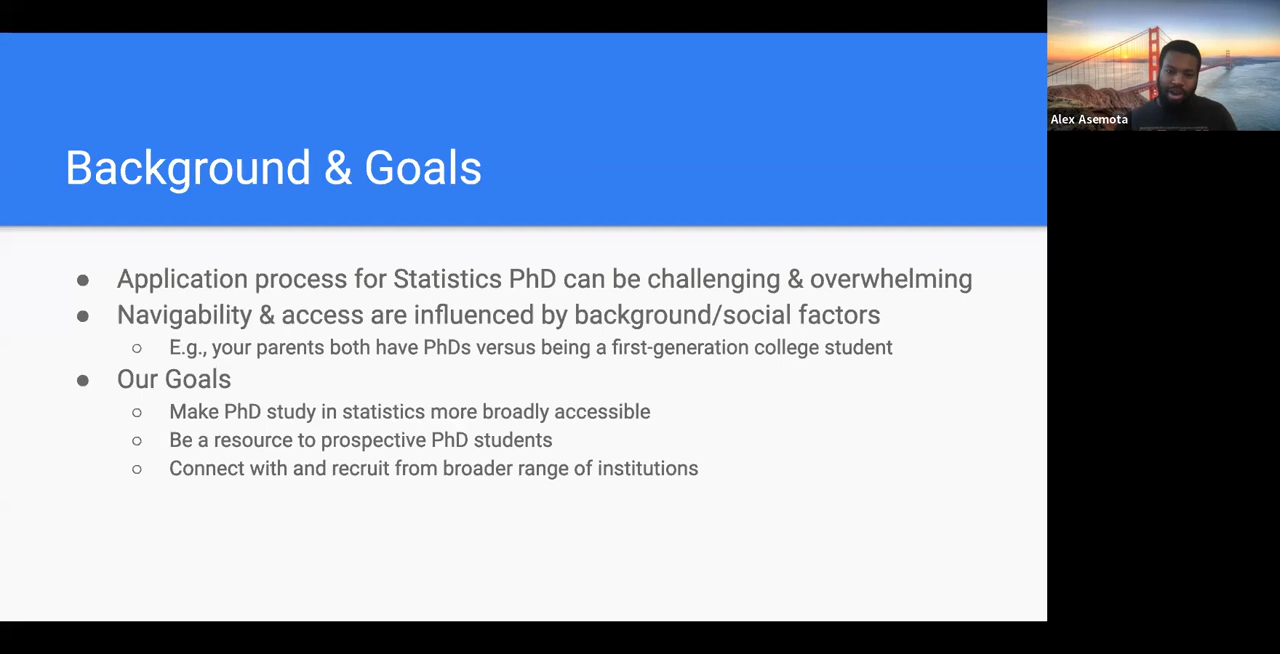 Background & Goals
Application process for Statistics PhD can be challenging & overwhelming
Navigability & access are influenced by background/social factors
E.g., your parents both have PhDs versus being a first-generation college student
Our Goals
Make PhD study in statistics more broadly accessible
Be a resource to prospective PhD students
Connect with and recruit from broader range of institutions
Alex Asemota